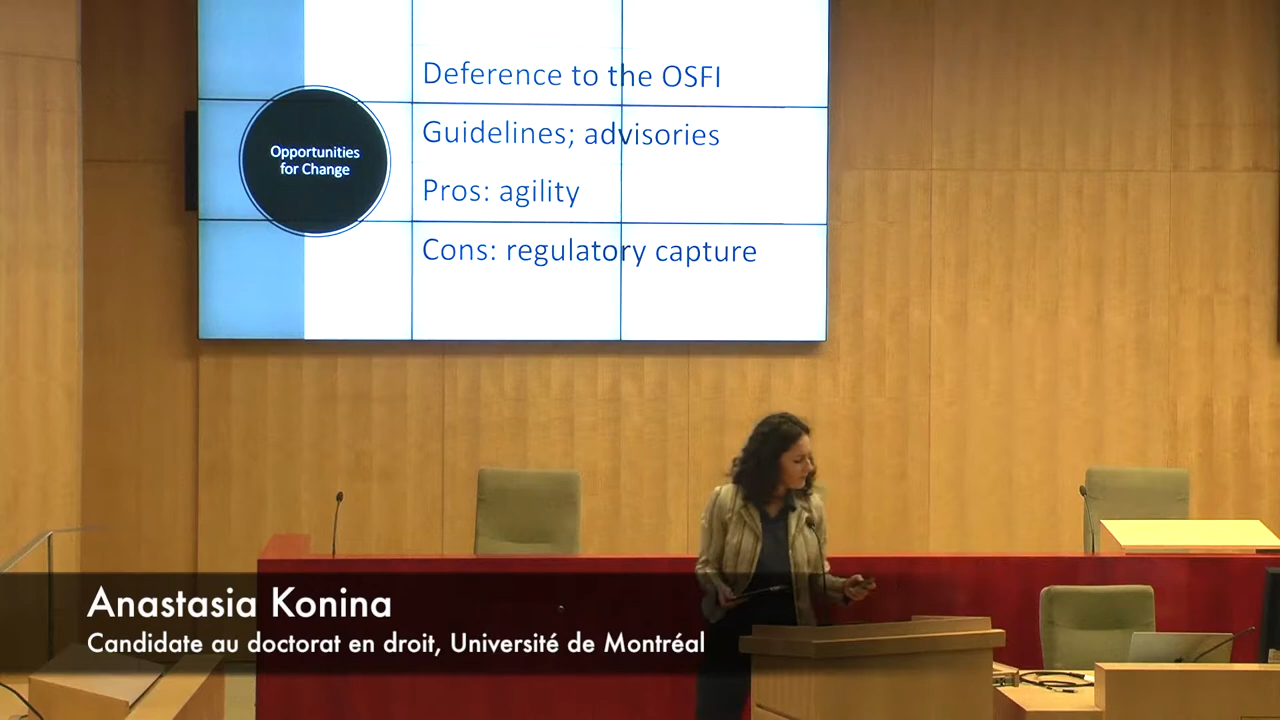 Opportunities
for Change
Deference to the OSFI
Guidelines; advisories
Pros: agility
Cons: regulatory capture
Anastasia Konina
Candidate au doctorat en droit, Université de Montréal